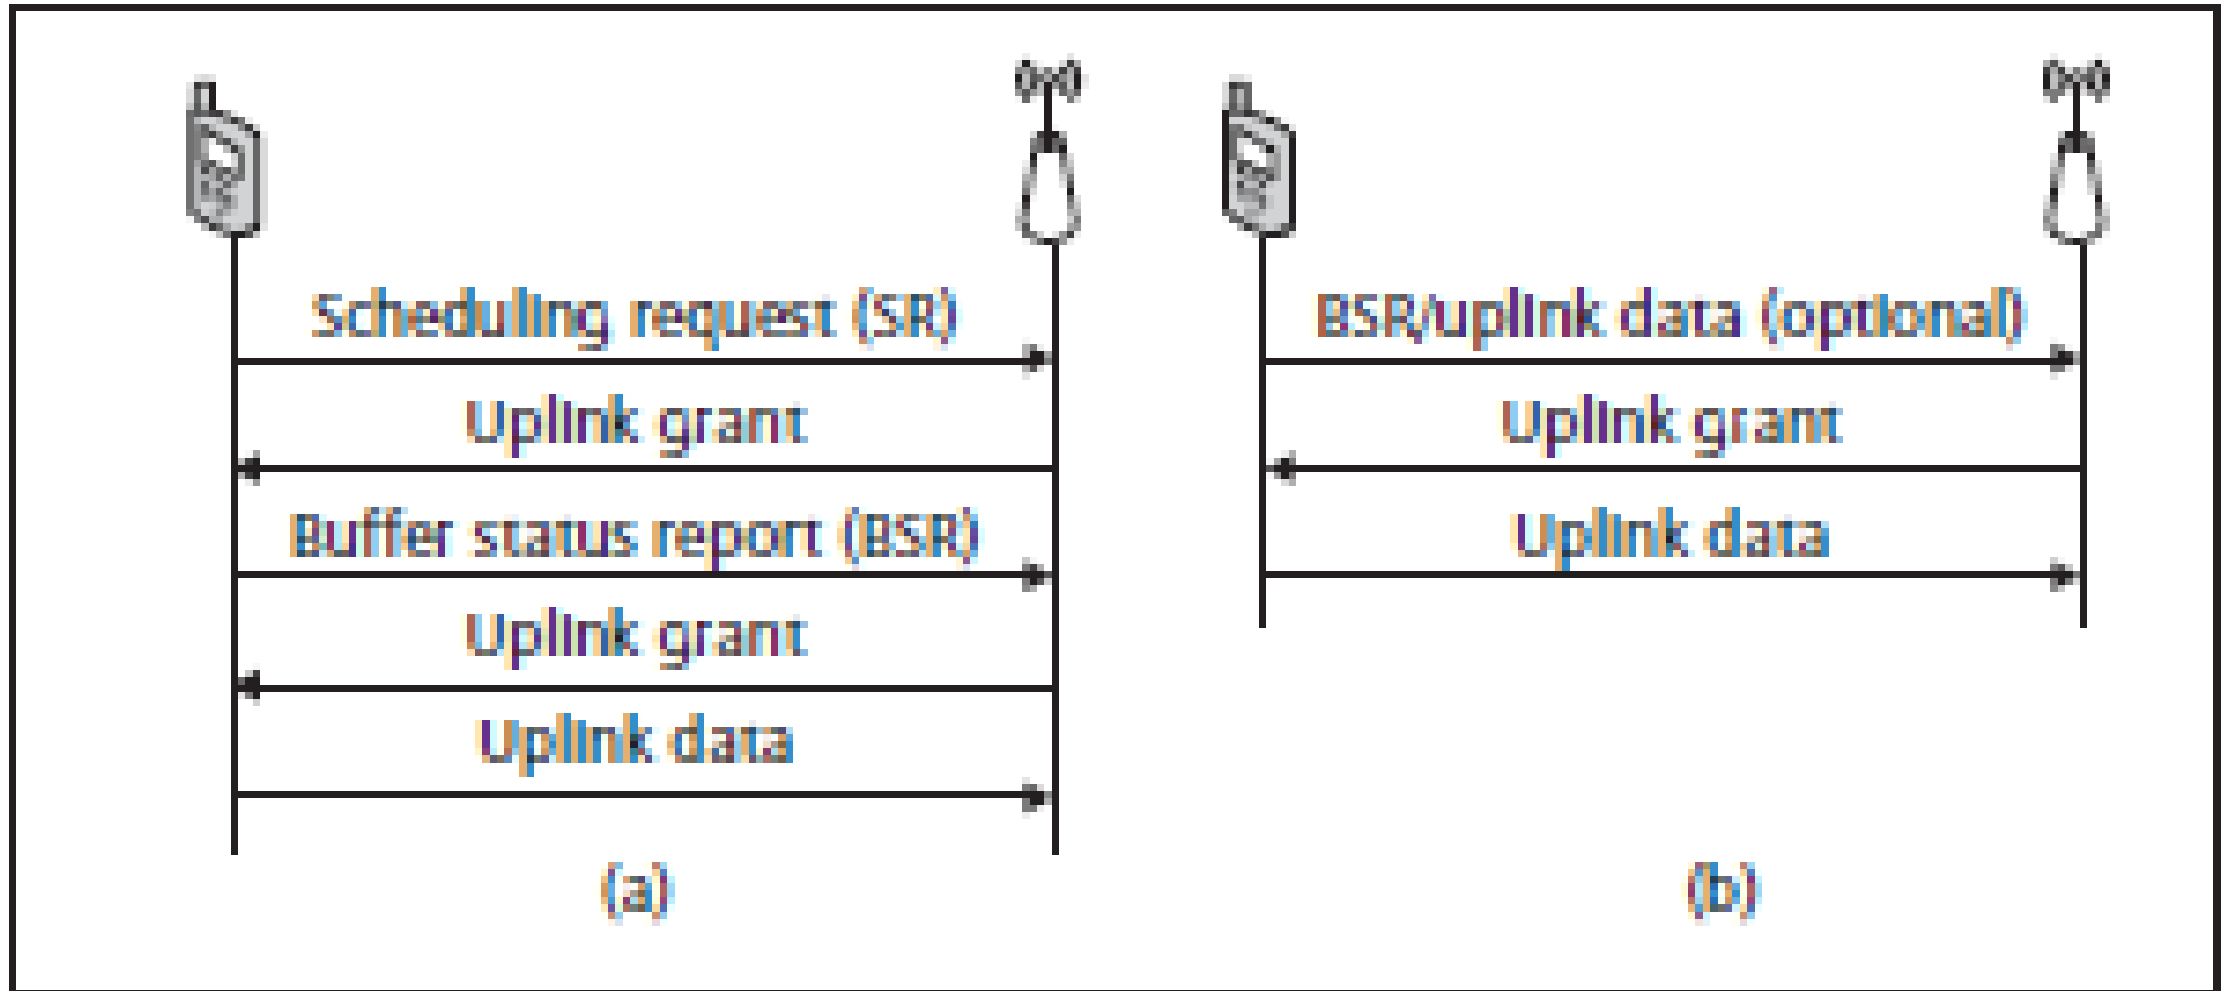 Scheduling request (SR)
Uplink grant
Buffer status report (BSR)
Uplink grant
Uplink data
(a)
BSR/uplink data (optional)
Uplink grant
Uplink data
(b)